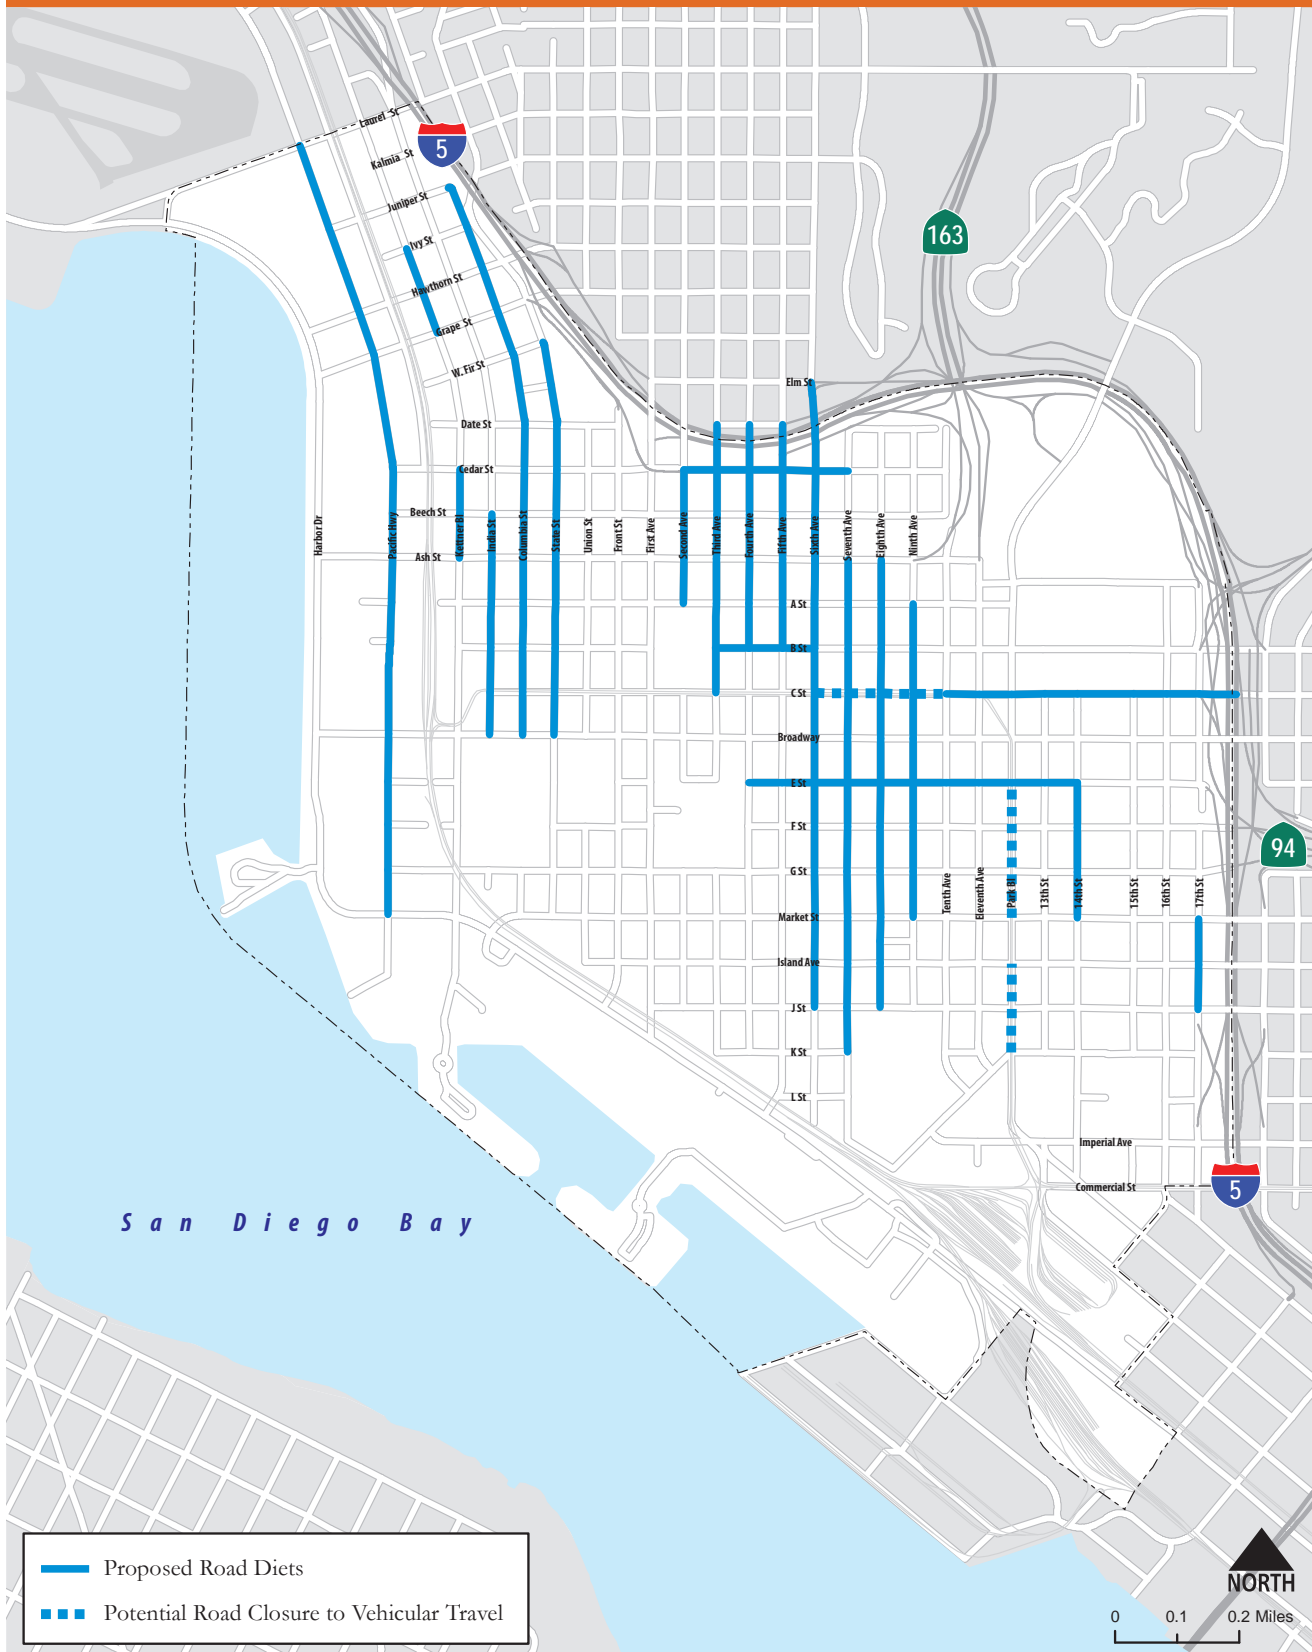 Laurel St
5
Kalmia St
Juniper St
163
Ivy St
Hawthorn St
Grape St
W. Fir St
Elm St
Date St
Cedar St
Beech St
Ash St
Harbor Dr
Pacific Hwy
Kettner Bl
India St
Columbia St
State St
Union St
Front St
First Ave
Second Ave
Third Ave
Fourth Ave
Fifth Ave
Sixth Ave
Seventh Ave
Eighth Ave
Ninth Ave
A St
B St
C St
Broadway
E St
F St
94
G St
Tenth Ave
Eleventh Ave
Park Bl
13th St
14th St
15th St
16th St
17th St
Market St
Island Ave
J St
K St
L St
Imperial Ave
Commercial St
5
San Diego Bay
Proposed Road Diets
Potential Road Closure to Vehicular Travel
NORTH
0 0.1 0.2 Miles